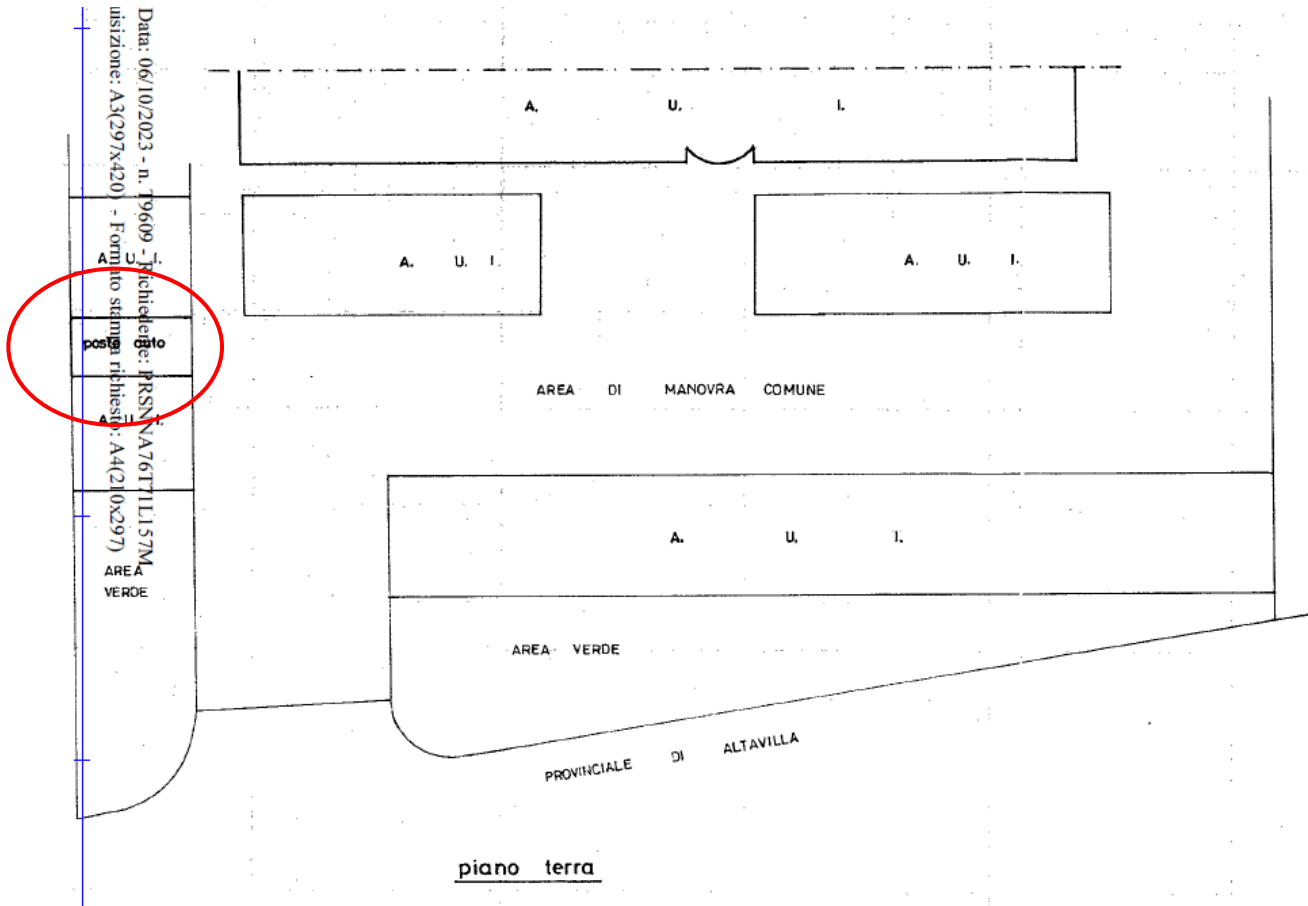 Data: 06/10/2023 - n. T9609 - Richiedente: PRSNNA76T71L157M
uisizione: A3(297x420) - Formato stampa richiesto: A4(210x297)
A. U. I.
A. U. I.
A. U. I.
A. U. I.
posto auto
AREA DI MANOVRA COMUNE
A. U. I.
A. U. I.
AREA
VERDE
AREA VERDE
PROVINCIALE DI ALTAVILLA
piano terra